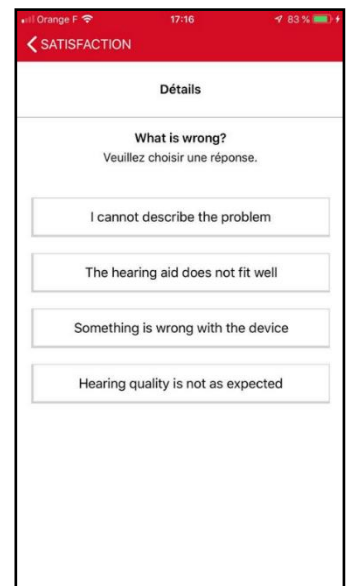 Orange F 17:16 83 %
SATISFACTION
Détails
What is wrong?
Veuillez choisir une réponse.
I cannot describe the problem
The hearing aid does not fit well
Something is wrong with the device
Hearing quality is not as expected